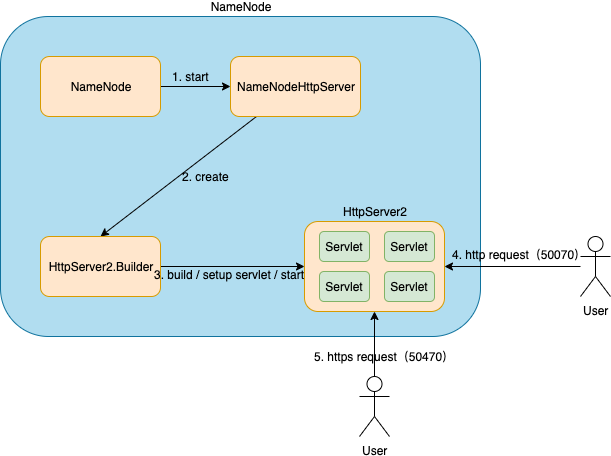 NameNode
1. start
NameNode
NameNodeHttpServer
2. create
HttpServer2
Servlet
Servlet
4. http request（50070）
HttpServer2.Builder
3. build / setup servlet / start
Servlet
Servlet
User
5. https request（50470）
User